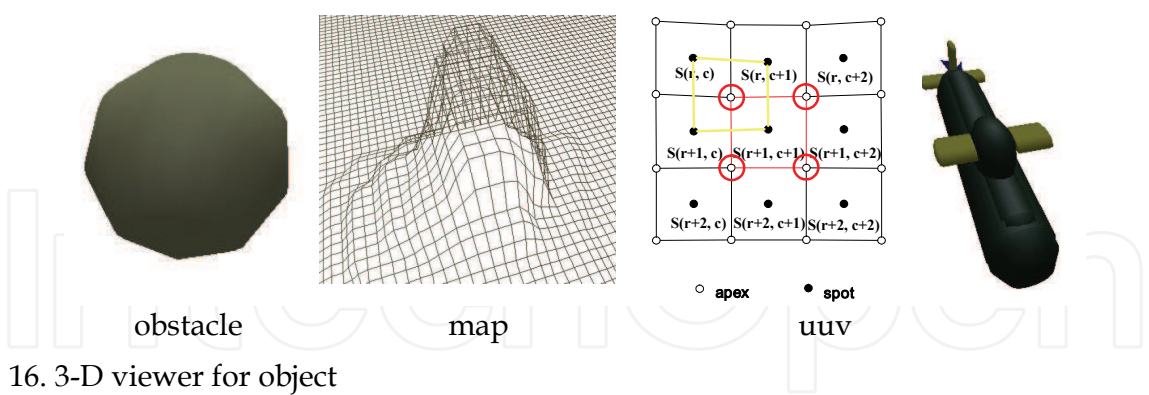 S(r, c) S(r, c+1) S(r, c+2)
S(r+1, c) S(r+1, c+1) S(r+1, c+2)
S(r+2, c) S(r+2, c+1) S(r+2, c+2)
apex spot
obstacle map uuv
16. 3-D viewer for object
IntechOpen